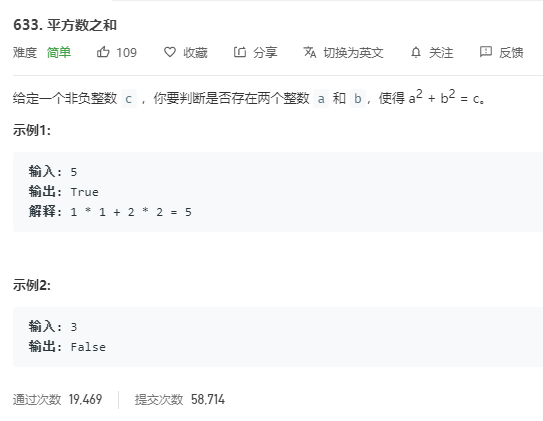 633. 平方数之和
难度 简单 109 收藏 分享 切换为英文 关注 反馈
给定一个非负整数 c ，你要判断是否存在两个整数 a 和 b，使得 a² + b² = c。
示例1:
输入: 5
输出: True
解释: 1 * 1 + 2 * 2 = 5
示例2:
输入: 3
输出: False
通过次数 19,469 提交次数 58,714